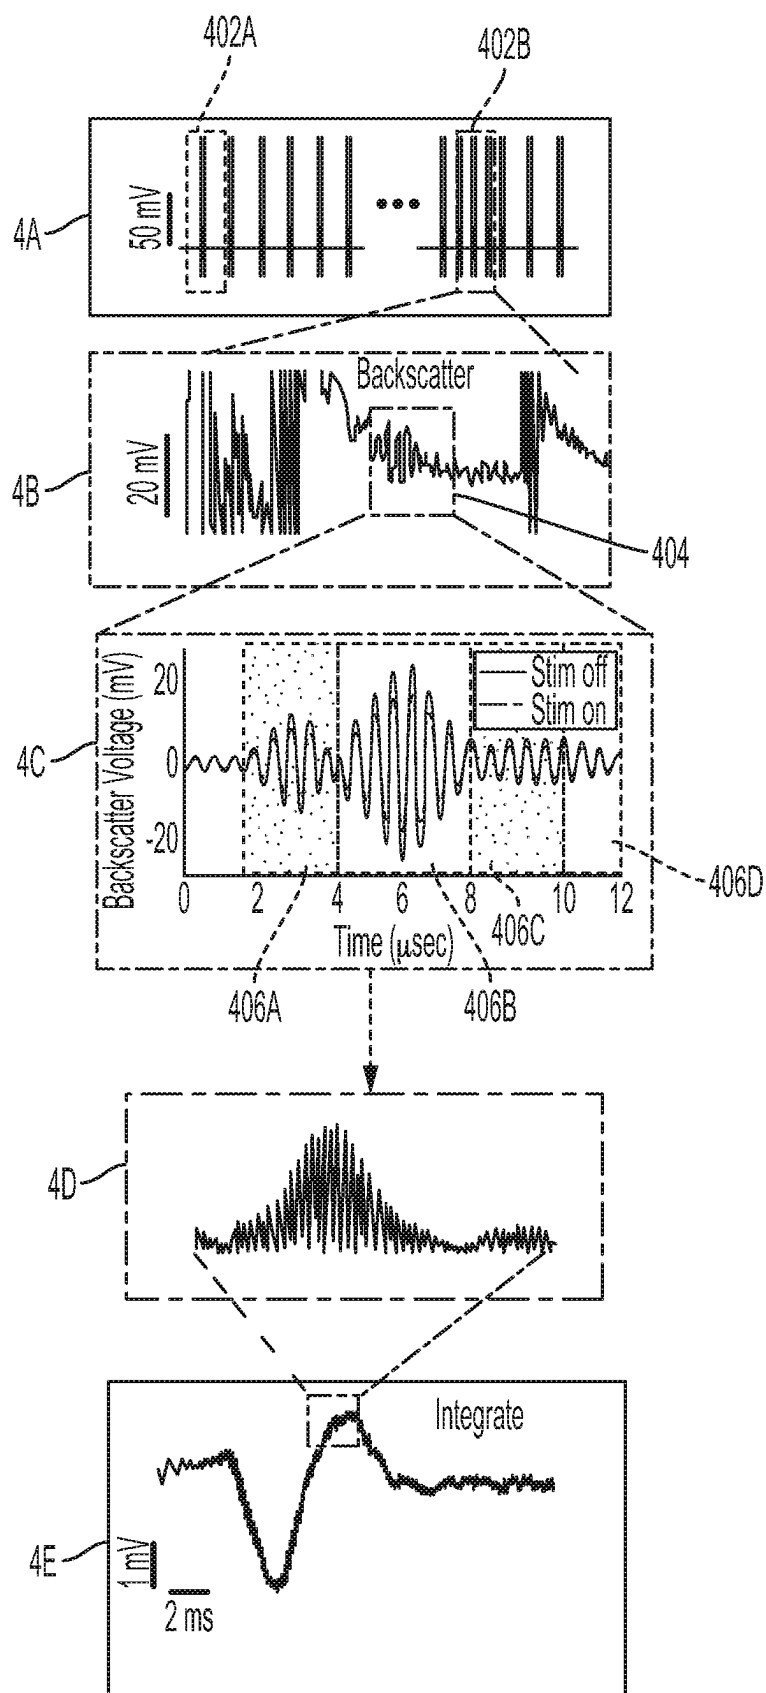 402A
402B
50 mV
4A
Backscatter
20 mV
4B
404
Backscatter Voltage (mV)
20
0
-20
Stim off
Stim on
4C
0 2 4 6 8 10 12
Time (µsec)
406A
406B
406C
406D
4D
Integrate
4E
1 mV
2 ms